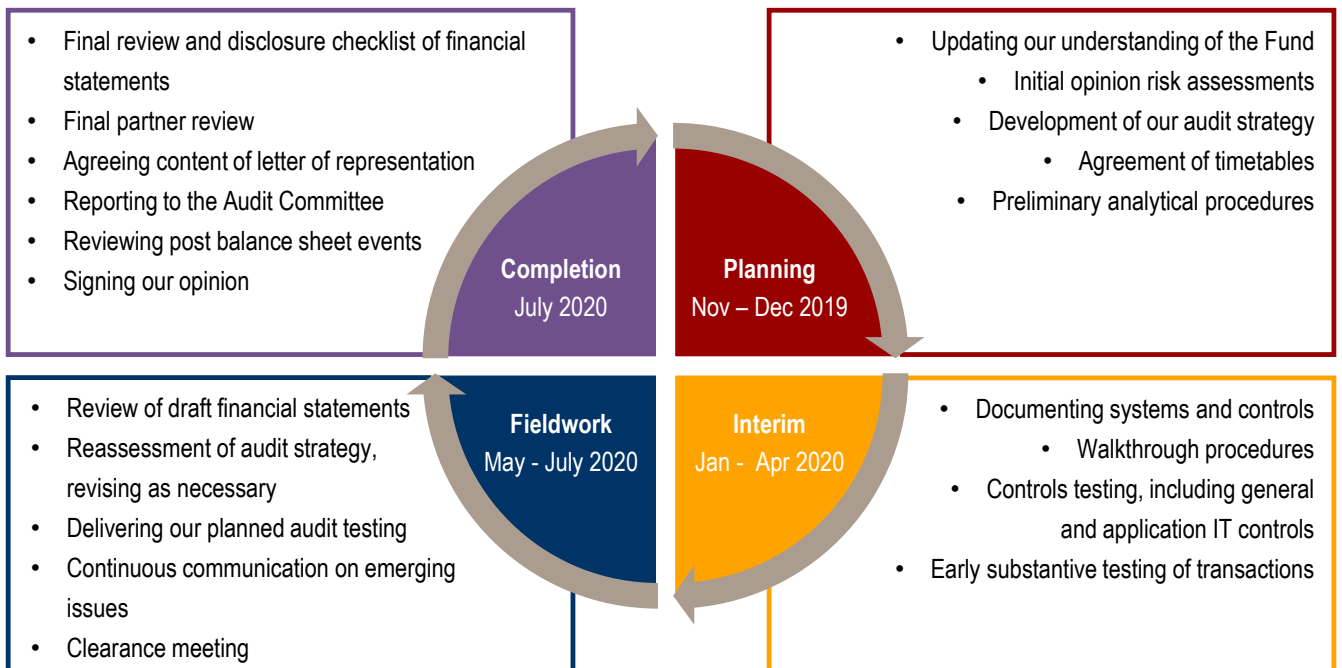 • Final review and disclosure checklist of financial
statements
• Final partner review
• Agreeing content of letter of representation
• Reporting to the Audit Committee
• Reviewing post balance sheet events
• Signing our opinion
Completion
July 2020
• Updating our understanding of the Fund
• Initial opinion risk assessments
• Development of our audit strategy
• Agreement of timetables
• Preliminary analytical procedures
Planning
Nov – Dec 2019
• Review of draft financial statements
• Reassessment of audit strategy,
revising as necessary
• Delivering our planned audit testing
• Continuous communication on emerging
issues
• Clearance meeting
Fieldwork
May - July 2020
Interim
Jan - Apr 2020
• Documenting systems and controls
• Walkthrough procedures
• Controls testing, including general
and application IT controls
• Early substantive testing of transactions